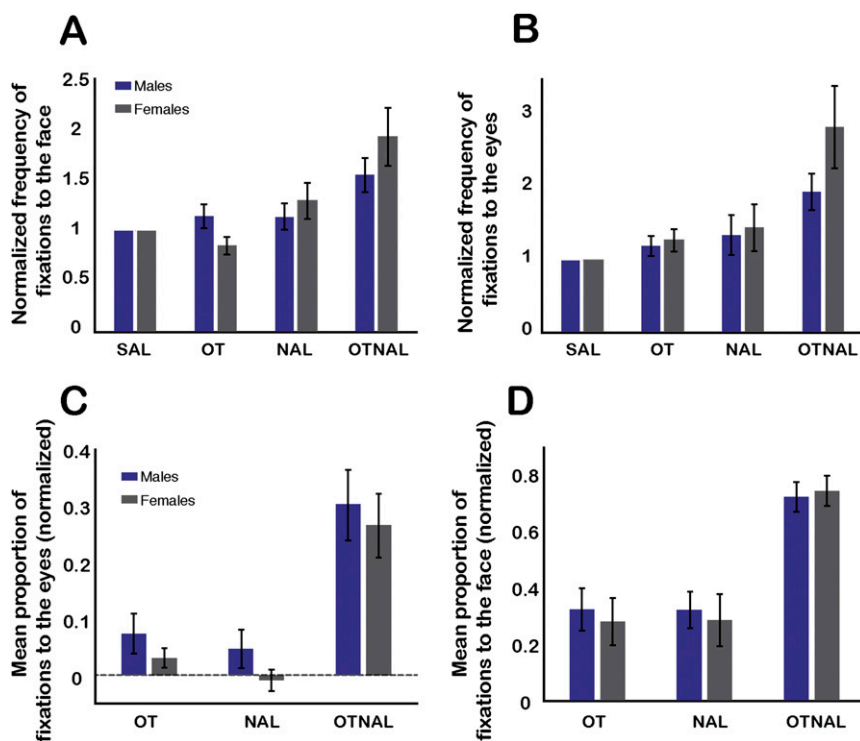 A
Normalized frequency of
fixations to the face
2.5
2
1.5
1
0.5
0
Males
Females
SAL OT NAL OTNAL
B
Normalized frequency of
fixations to the eyes
3
2
1
0
SAL OT NAL OTNAL
C
Mean proportion of
fixations to the eyes (normalized)
0.4
0.3
0.2
0.1
0
Males
Females
OT NAL OTNAL
D
Mean proportion of
fixations to the face (normalized)
0.8
0.6
0.4
0.2
0
OT NAL OTNAL